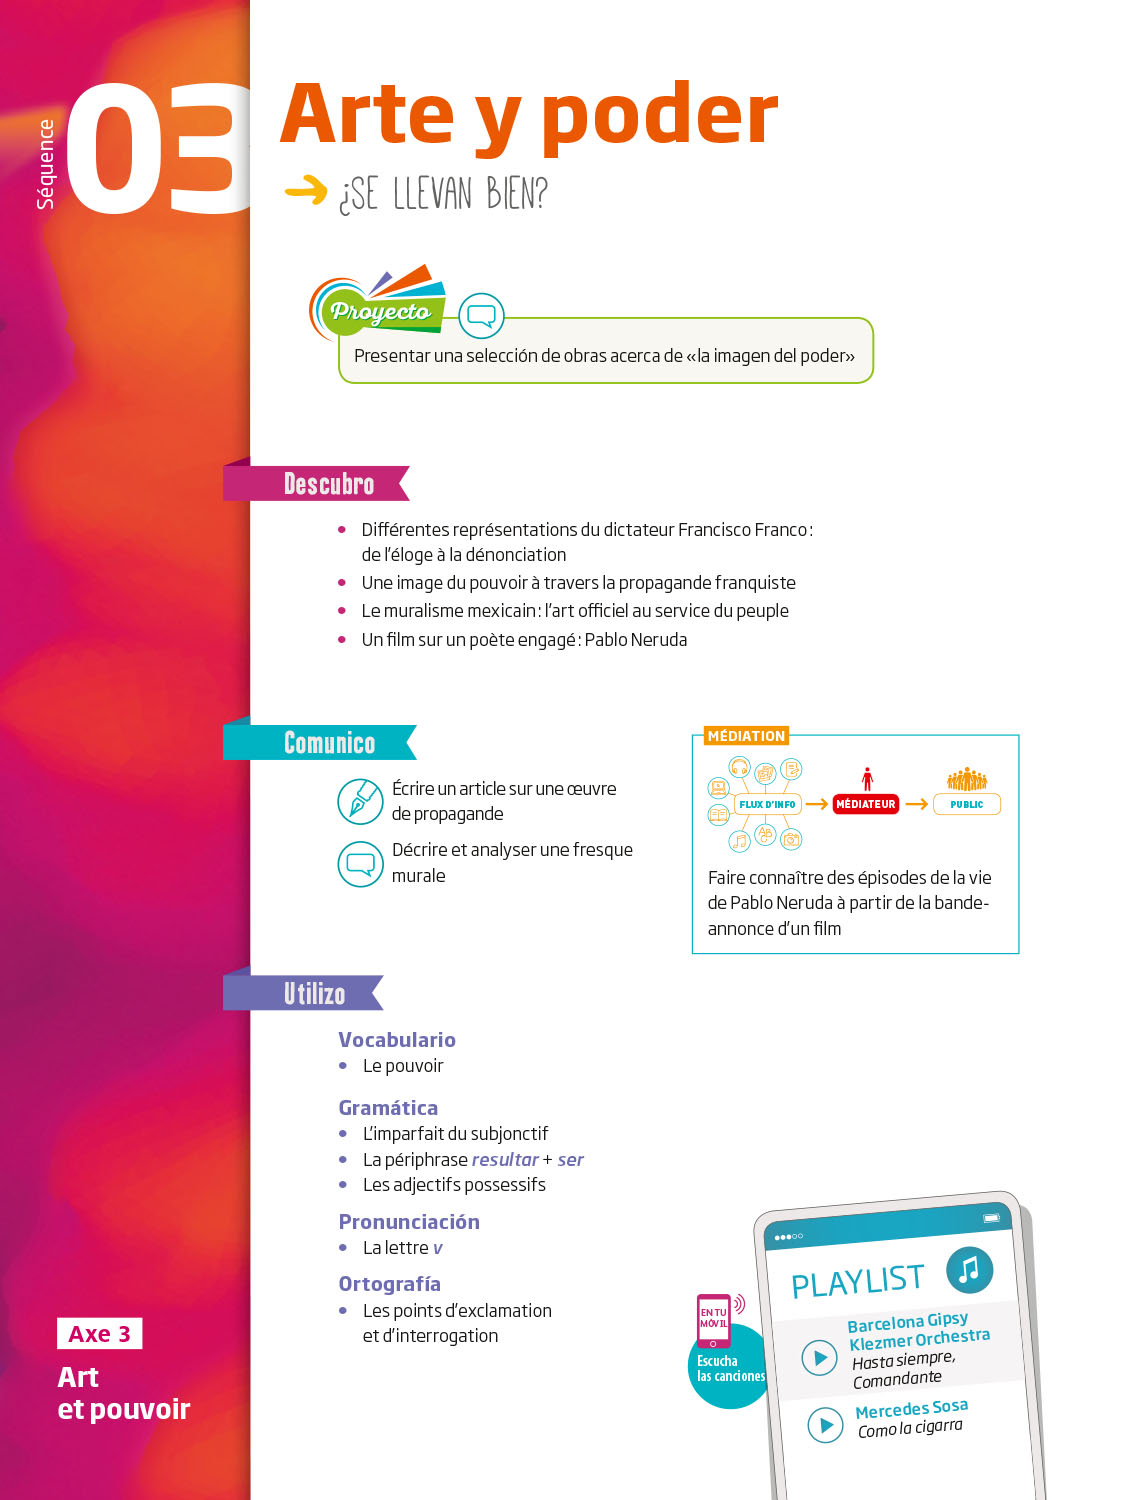 Séquence
03
Arte y poder
¿SE LLEVAN BIEN?
Proyecto
Presentar una selección de obras acerca de «la imagen del poder»
Descubro
• Différentes représentations du dictateur Francisco Franco :
de l'éloge à la dénonciation
• Une image du pouvoir à travers la propagande franquiste
• Le muralisme mexicain : l'art officiel au service du peuple
• Un film sur un poète engagé : Pablo Neruda
Comunico
Écrire un article sur une œuvre
de propagande
Décrire et analyser une fresque
murale
MÉDIATION
FLUX D'INFO
MÉDIATEUR
PUBLIC
Faire connaître des épisodes de la vie
de Pablo Neruda à partir de la bande-
annonce d'un film
Utilizo
Vocabulario
• Le pouvoir
Gramática
• L'imparfait du subjonctif
• La périphrase resultar + ser
• Les adjectifs possessifs
Pronunciación
• La lettre v
Ortografía
• Les points d'exclamation
et d'interrogation
Axe 3
Art
et pouvoir
EN TU
MÓVIL
Escucha
las canciones
PLAYLIST
Barcelona Gipsy
Klezmer Orchestra
Hasta siempre,
Comandante
Mercedes Sosa
Como la cigarra